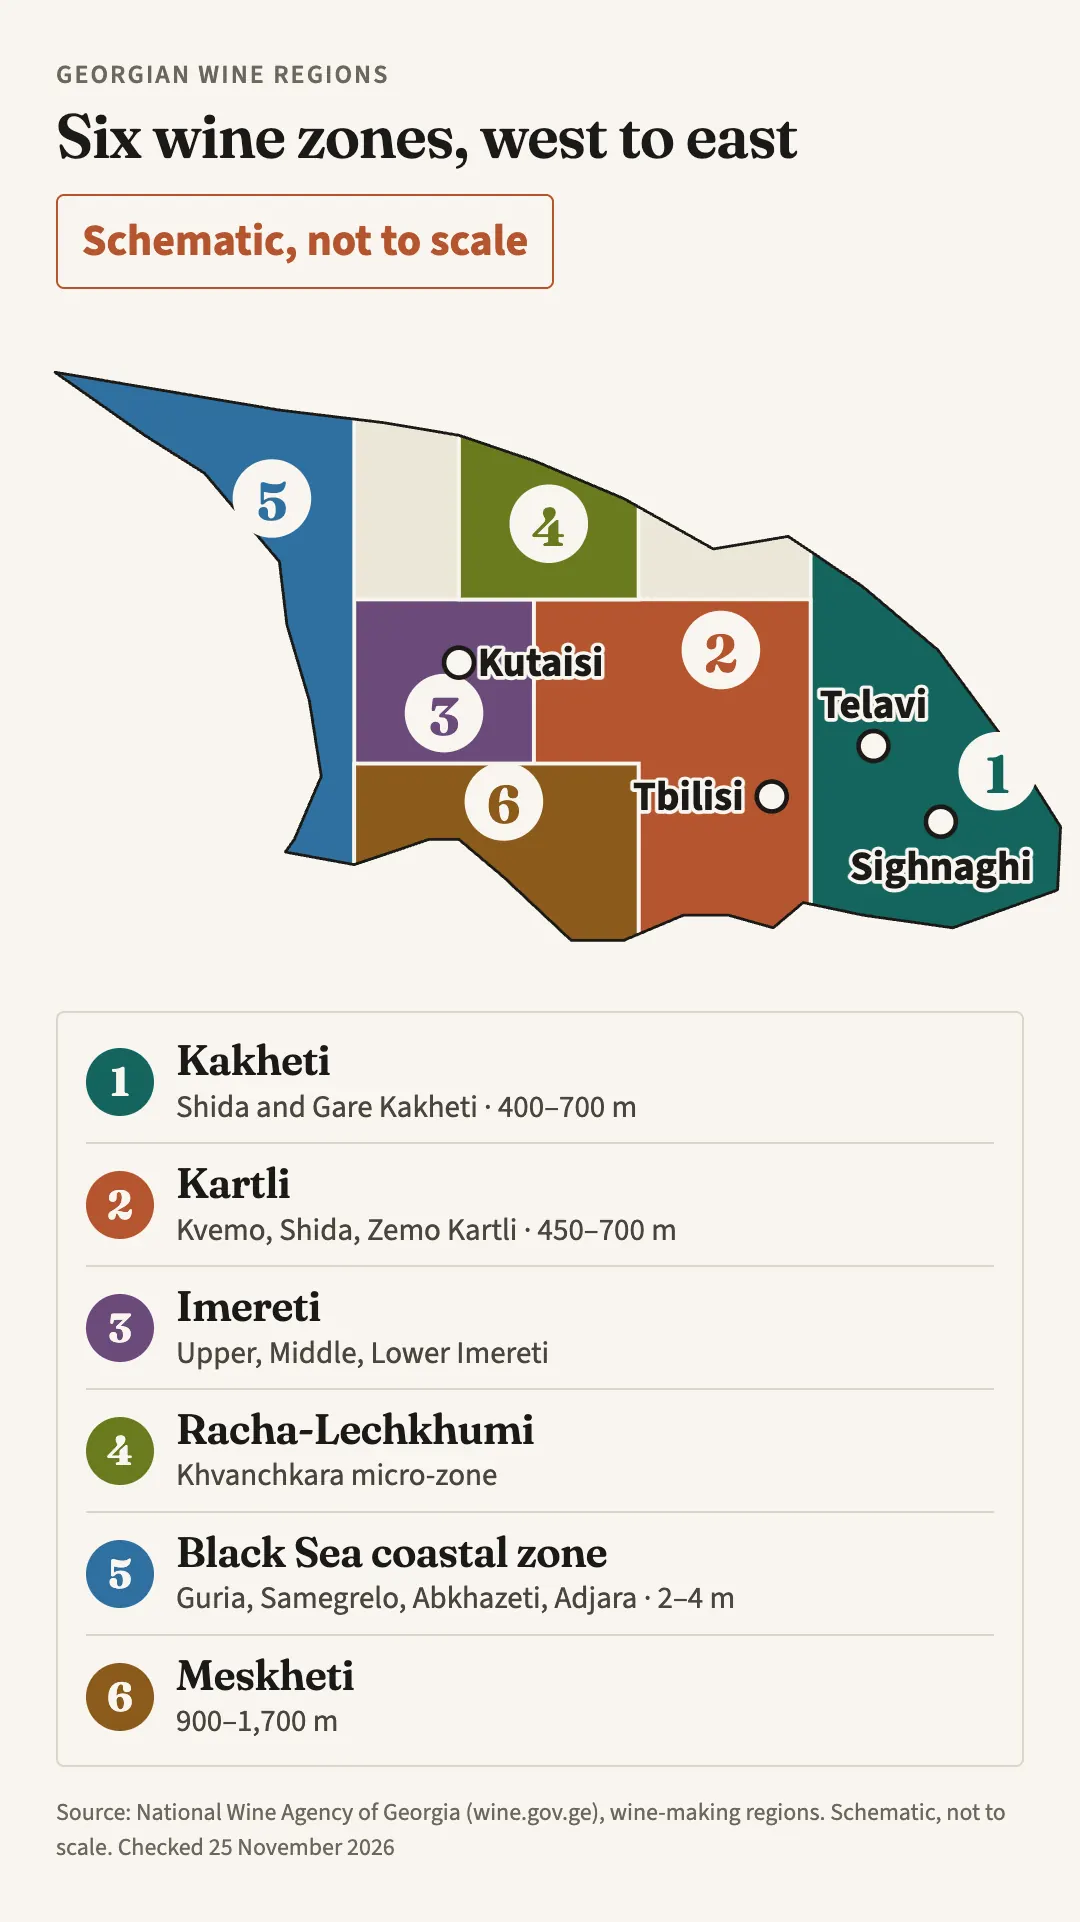 GEORGIAN WINE REGIONS
Six wine zones, west to east
Schematic, not to scale
5
4
2
Kutaisi
3
Telavi
1
6
Tbilisi
Sighnaghi
1
Kakheti
Shida and Gare Kakheti · 400–700 m
2
Kartli
Kvemo, Shida, Zemo Kartli · 450–700 m
3
Imereti
Upper, Middle, Lower Imereti
4
Racha-Lechkhumi
Khvanchkara micro-zone
5
Black Sea coastal zone
Guria, Samegrelo, Abkhazeti, Adjara · 2–4 m
6
Meskheti
900–1,700 m
Source: National Wine Agency of Georgia (wine.gov.ge), wine-making regions. Schematic, not to
scale. Checked 25 November 2026